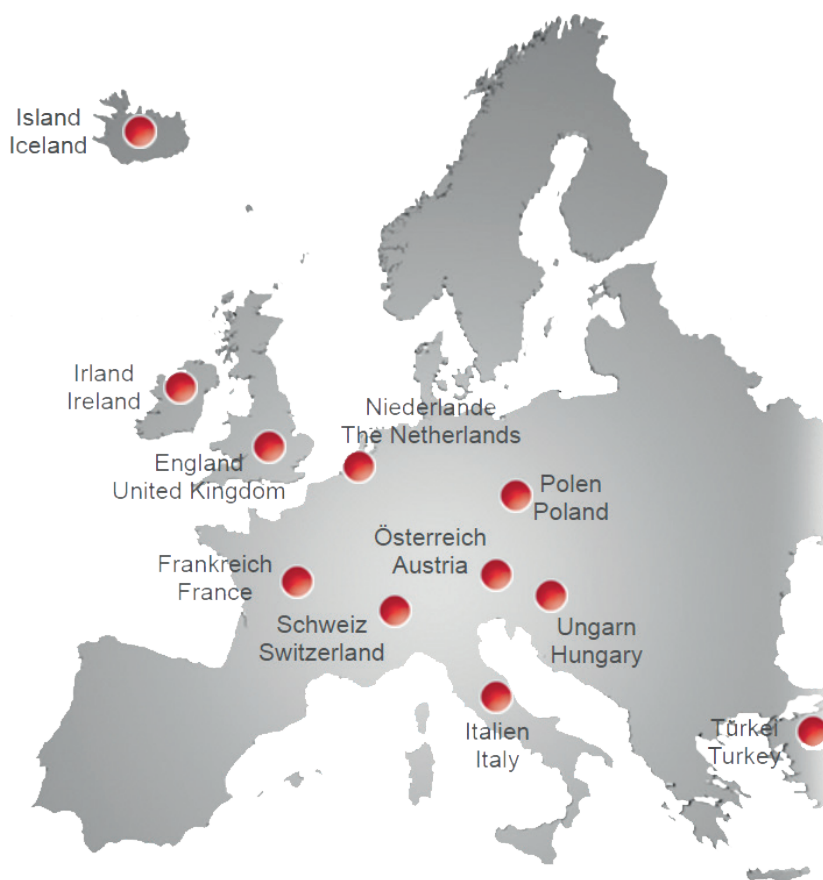 Island
Iceland
Irland
Ireland
Niederlande
The Netherlands
England
United Kingdom
Polen
Poland
Österreich
Austria
Frankreich
France
Schweiz
Switzerland
Ungarn
Hungary
Italien
Italy
Türkei
Turkey